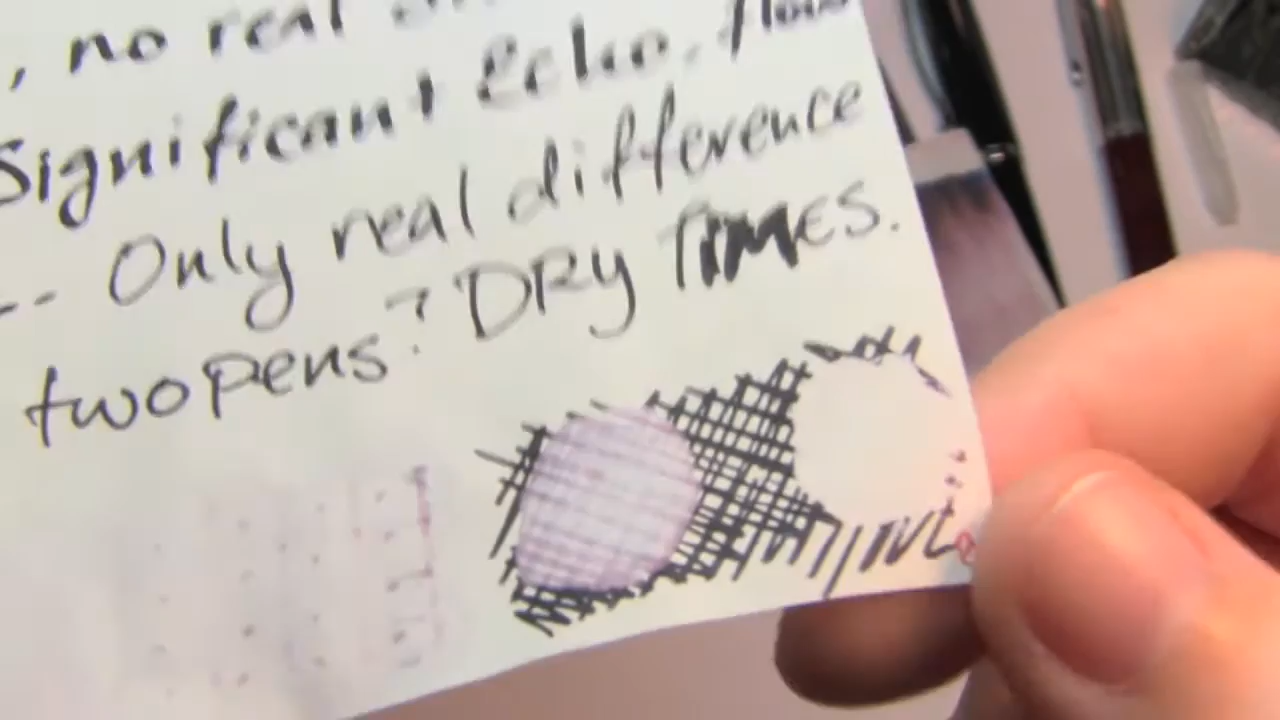 , no real
Significant Echo. flow
-- Only real difference
two pens? DRY TIMES.